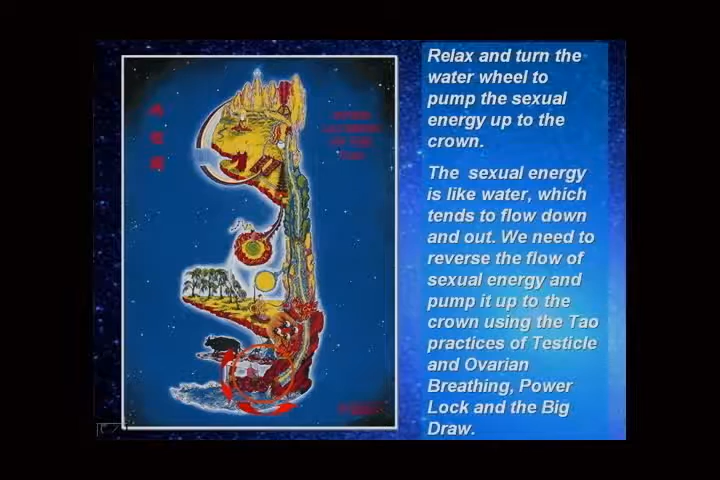 Relax and turn the
water wheel to
pump the sexual
energy up to the
crown.
The sexual energy
is like water, which
tends to flow down
and out. We need to
reverse the flow of
sexual energy and
pump it up to the
crown using the Tao
practices of Testicle
and Ovarian
Breathing, Power
Lock and the Big
Draw.